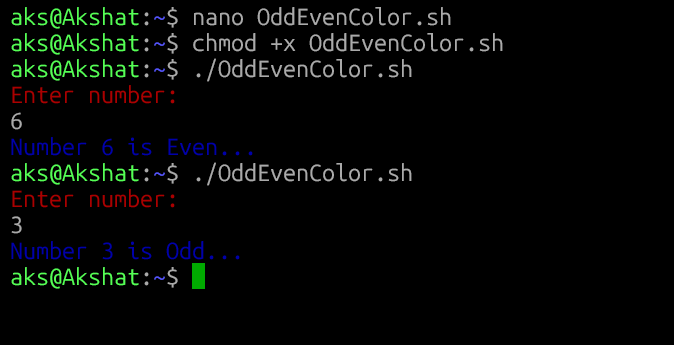 aks@Akshat:~$ nano OddEvenColor.sh
aks@Akshat:~$ chmod +x OddEvenColor.sh
aks@Akshat:~$ ./OddEvenColor.sh
Enter number:
6
Number 6 is Even...
aks@Akshat:~$ ./OddEvenColor.sh
Enter number:
3
Number 3 is Odd...
aks@Akshat:~$